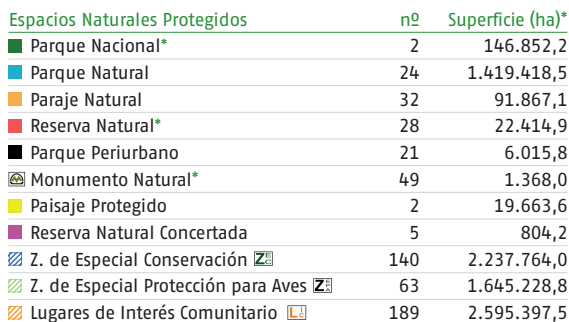 Espacios Naturales Protegidos nº Superficie (ha)*
Parque Nacional* 2 146.852,2
Parque Natural 24 1.419.418,5
Paraje Natural 32 91.867,1
Reserva Natural* 28 22.414,9
Parque Periurbano 21 6.015,8
Monumento Natural* 49 1.368,0
Paisaje Protegido 2 19.663,6
Reserva Natural Concertada 5 804,2
Z. de Especial Conservación ZEC 140 2.237.764,0
Z. de Especial Protección para Aves ZEPA 63 1.645.228,8
Lugares de Interés Comunitario LIC 189 2.595.397,5